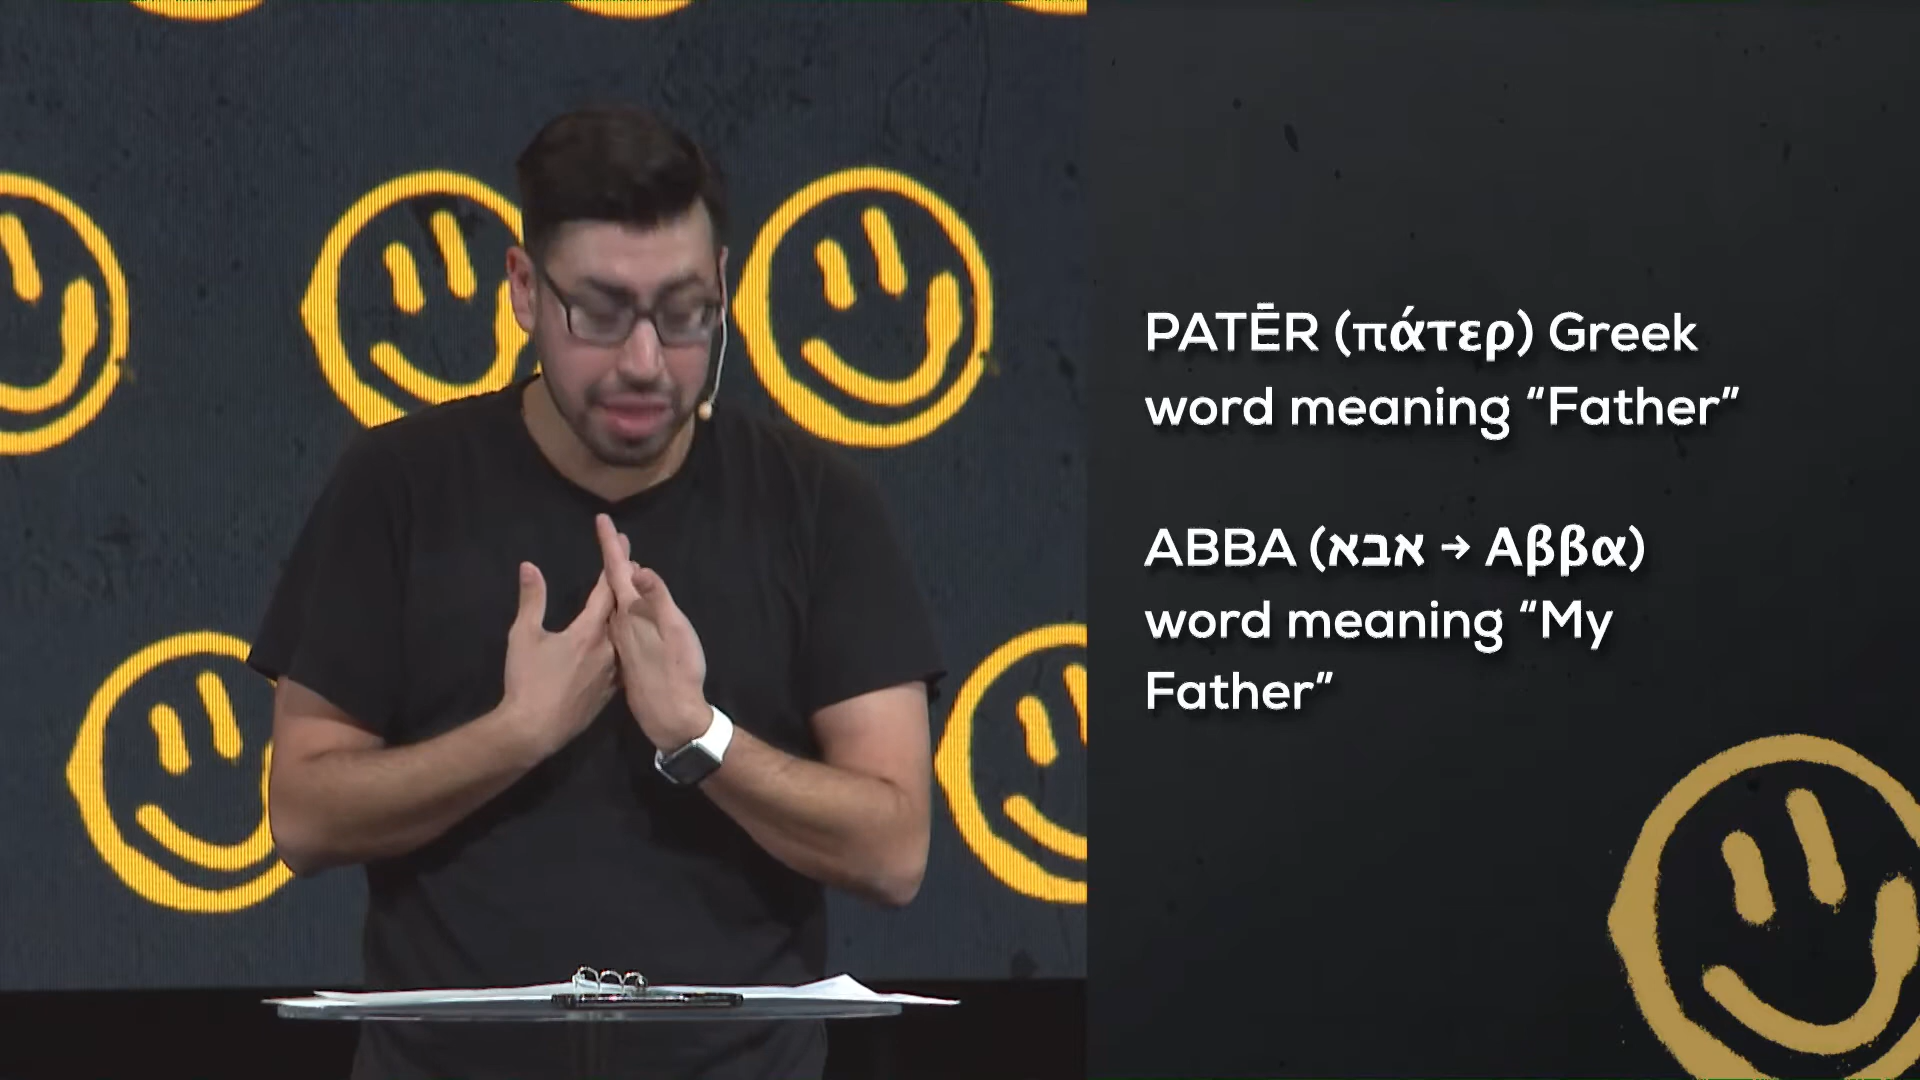 PATĒR (πάτερ) Greek
word meaning “Father”
ABBA (אבא → Αββα)
word meaning “My
Father”